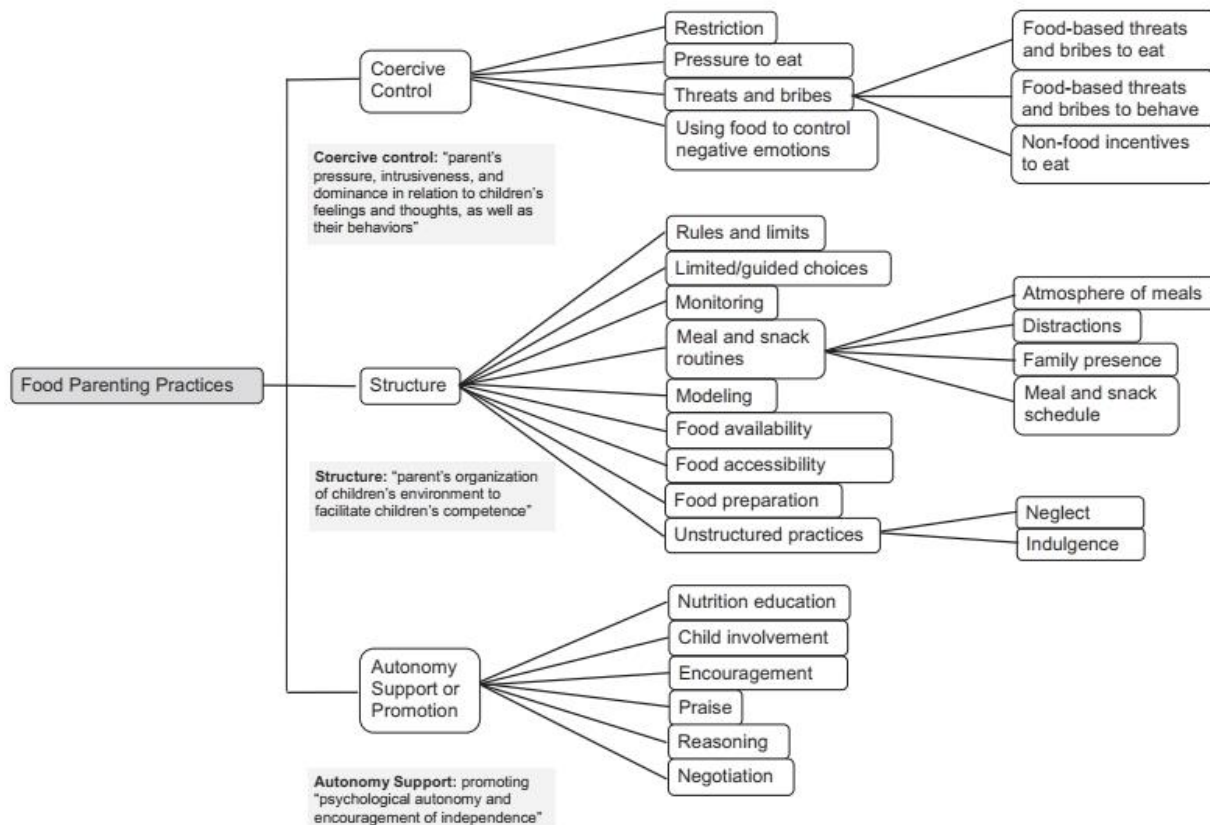 Food Parenting Practices
Coercive
Control
Coercive control: “parent’s
pressure, intrusiveness, and
dominance in relation to children’s
feelings and thoughts, as well as
their behaviors”
Restriction
Pressure to eat
Threats and bribes
Using food to control
negative emotions
Food-based threats
and bribes to eat
Food-based threats
and bribes to behave
Non-food incentives
to eat
Structure
Structure: “parent’s organization
of children’s environment to
facilitate children’s competence”
Rules and limits
Limited/guided choices
Monitoring
Meal and snack
routines
Modeling
Food availability
Food accessibility
Food preparation
Unstructured practices
Atmosphere of meals
Distractions
Family presence
Meal and snack
schedule
Neglect
Indulgence
Autonomy
Support or
Promotion
Autonomy Support: promoting
“psychological autonomy and
encouragement of independence”
Nutrition education
Child involvement
Encouragement
Praise
Reasoning
Negotiation